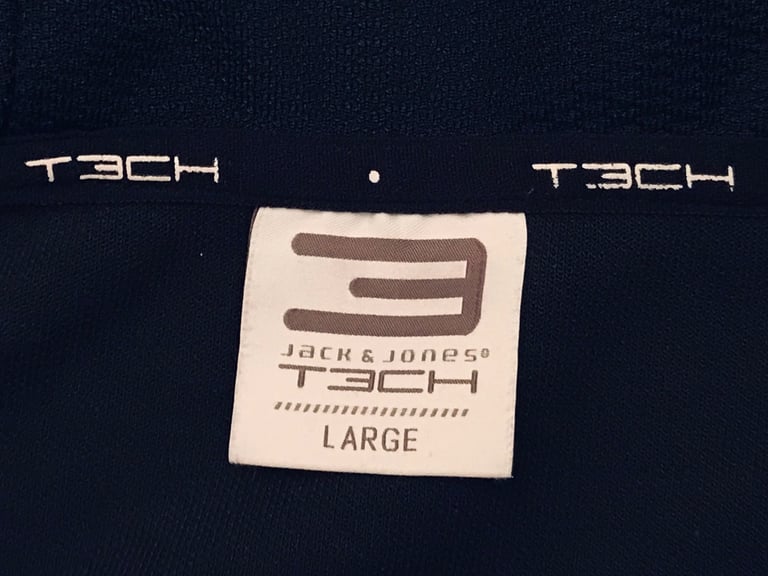 T3CH • T3CH
3
Jack & Jones®
T3CH
LARGE